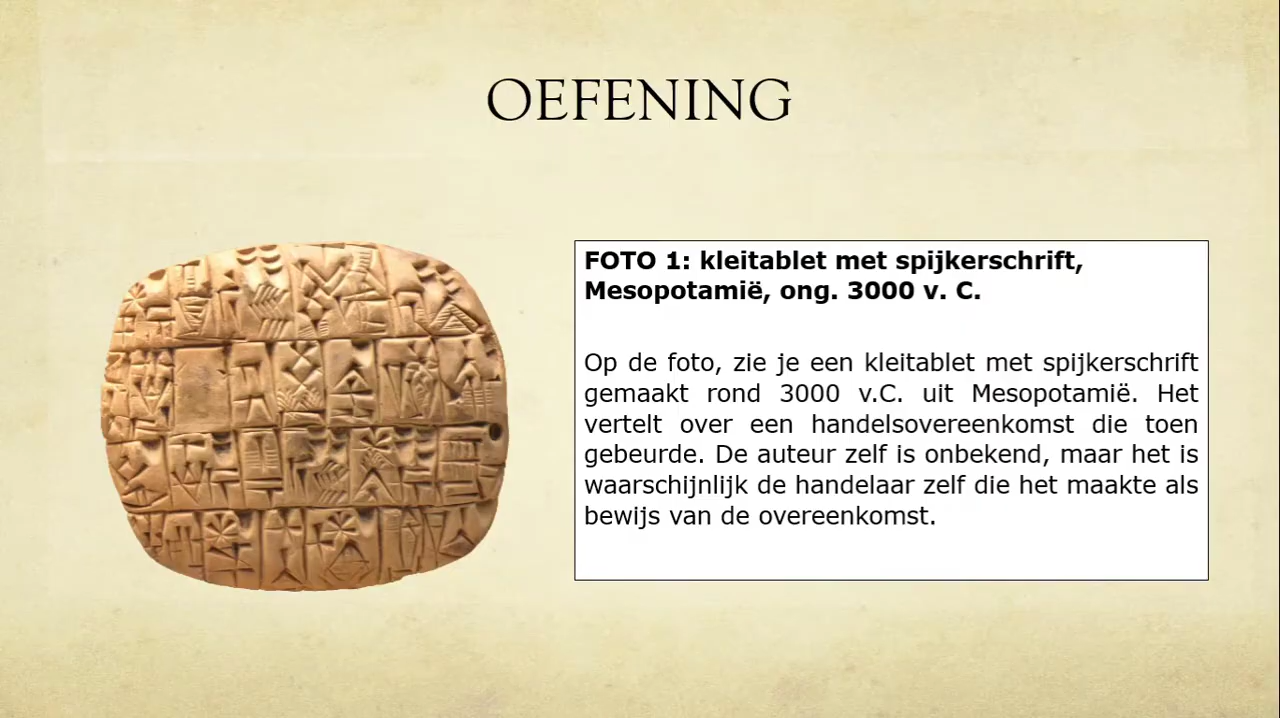 OEFENING
FOTO 1: kleitablet met spijkerschrift,
Mesopotamië, ong. 3000 v. C.
Op de foto, zie je een kleitablet met spijkerschrift
gemaakt rond 3000 v.C. uit Mesopotamië. Het
vertelt over een handelsovereenkomst die toen
gebeurde. De auteur zelf is onbekend, maar het is
waarschijnlijk de handelaar zelf die het maakte als
bewijs van de overeenkomst.